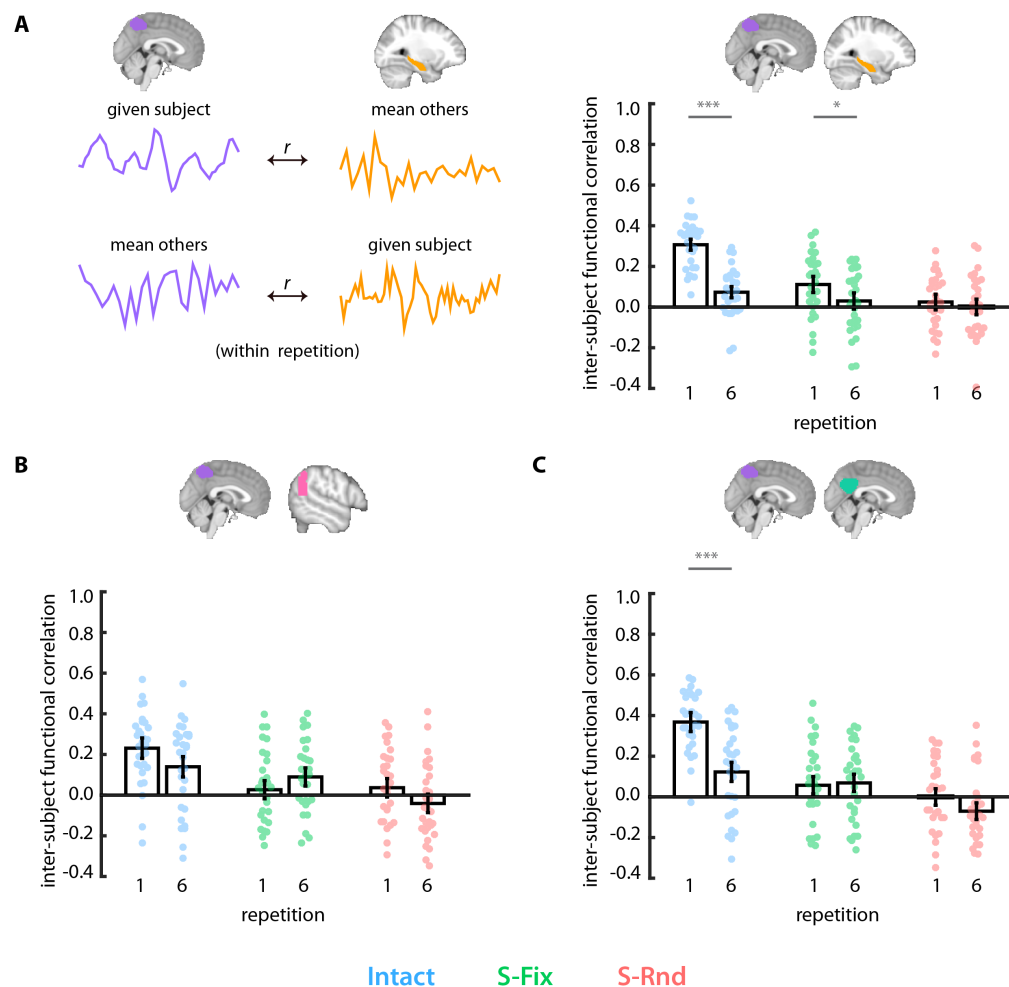 A
given subject
mean others
r
mean others
given subject
r
(within repetition)
***
*
inter-subject functional correlation
1.0
0.8
0.6
0.4
0.2
0.0
-0.2
-0.4
1 6 1 6 1 6
repetition
B
inter-subject functional correlation
1.0
0.8
0.6
0.4
0.2
0.0
-0.2
-0.4
1 6 1 6 1 6
repetition
C
***
inter-subject functional correlation
1.0
0.8
0.6
0.4
0.2
0.0
-0.2
-0.4
1 6 1 6 1 6
repetition
Intact S-Fix S-Rnd